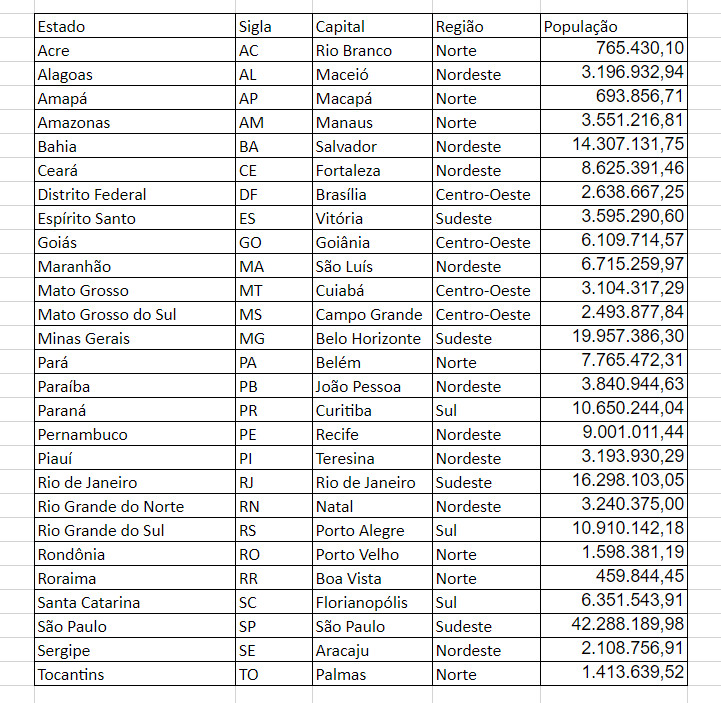 Estado Sigla Capital Região População
Acre AC Rio Branco Norte 765.430,10
Alagoas AL Maceió Nordeste 3.196.932,94
Amapá AP Macapá Norte 693.856,71
Amazonas AM Manaus Norte 3.551.216,81
Bahia BA Salvador Nordeste 14.307.131,75
Ceará CE Fortaleza Nordeste 8.625.391,46
Distrito Federal DF Brasília Centro-Oeste 2.638.667,25
Espírito Santo ES Vitória Sudeste 3.595.290,60
Goiás GO Goiânia Centro-Oeste 6.109.714,57
Maranhão MA São Luís Nordeste 6.715.259,97
Mato Grosso MT Cuiabá Centro-Oeste 3.104.317,29
Mato Grosso do Sul MS Campo Grande Centro-Oeste 2.493.877,84
Minas Gerais MG Belo Horizonte Sudeste 19.957.386,30
Pará PA Belém Norte 7.765.472,31
Paraíba PB João Pessoa Nordeste 3.840.944,63
Paraná PR Curitiba Sul 10.650.244,04
Pernambuco PE Recife Nordeste 9.001.011,44
Piauí PI Teresina Nordeste 3.193.930,29
Rio de Janeiro RJ Rio de Janeiro Sudeste 16.298.103,05
Rio Grande do Norte RN Natal Nordeste 3.240.375,00
Rio Grande do Sul RS Porto Alegre Sul 10.910.142,18
Rondônia RO Porto Velho Norte 1.598.381,19
Roraima RR Boa Vista Norte 459.844,45
Santa Catarina SC Florianopólis Sul 6.351.543,91
São Paulo SP São Paulo Sudeste 42.288.189,98
Sergipe SE Aracaju Nordeste 2.108.756,91
Tocantins TO Palmas Norte 1.413.639,52